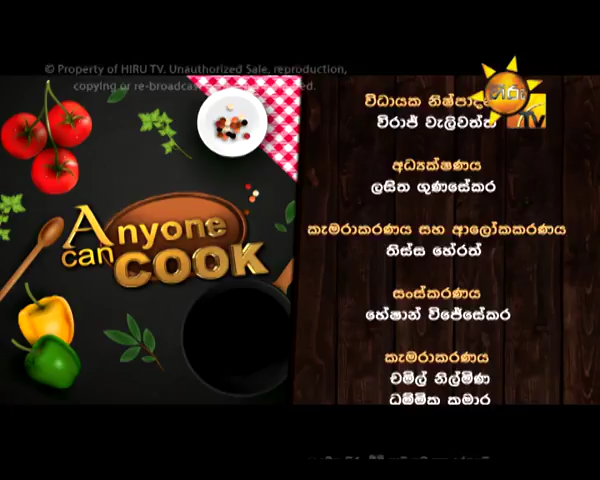 © Property of HIRU TV. Unauthorized Sale, reproduction,
copying or re-broadcas
Anyone
can
COOK
විධායක නිෂ්පාදන
විරාජ් වැලිවත්ත
අධ්‍යක්ෂණය
ලසිත ගුණසේකර
කැමරාකරණය සහ ආලෝකකරණය
තිස්ස හේරත්
සංස්කරණය
හේෂාන් විජේසේකර
කැමරාකරණය
චමිල් නිල්මිණ
ධම්මික කුමාර
හිරු
TV